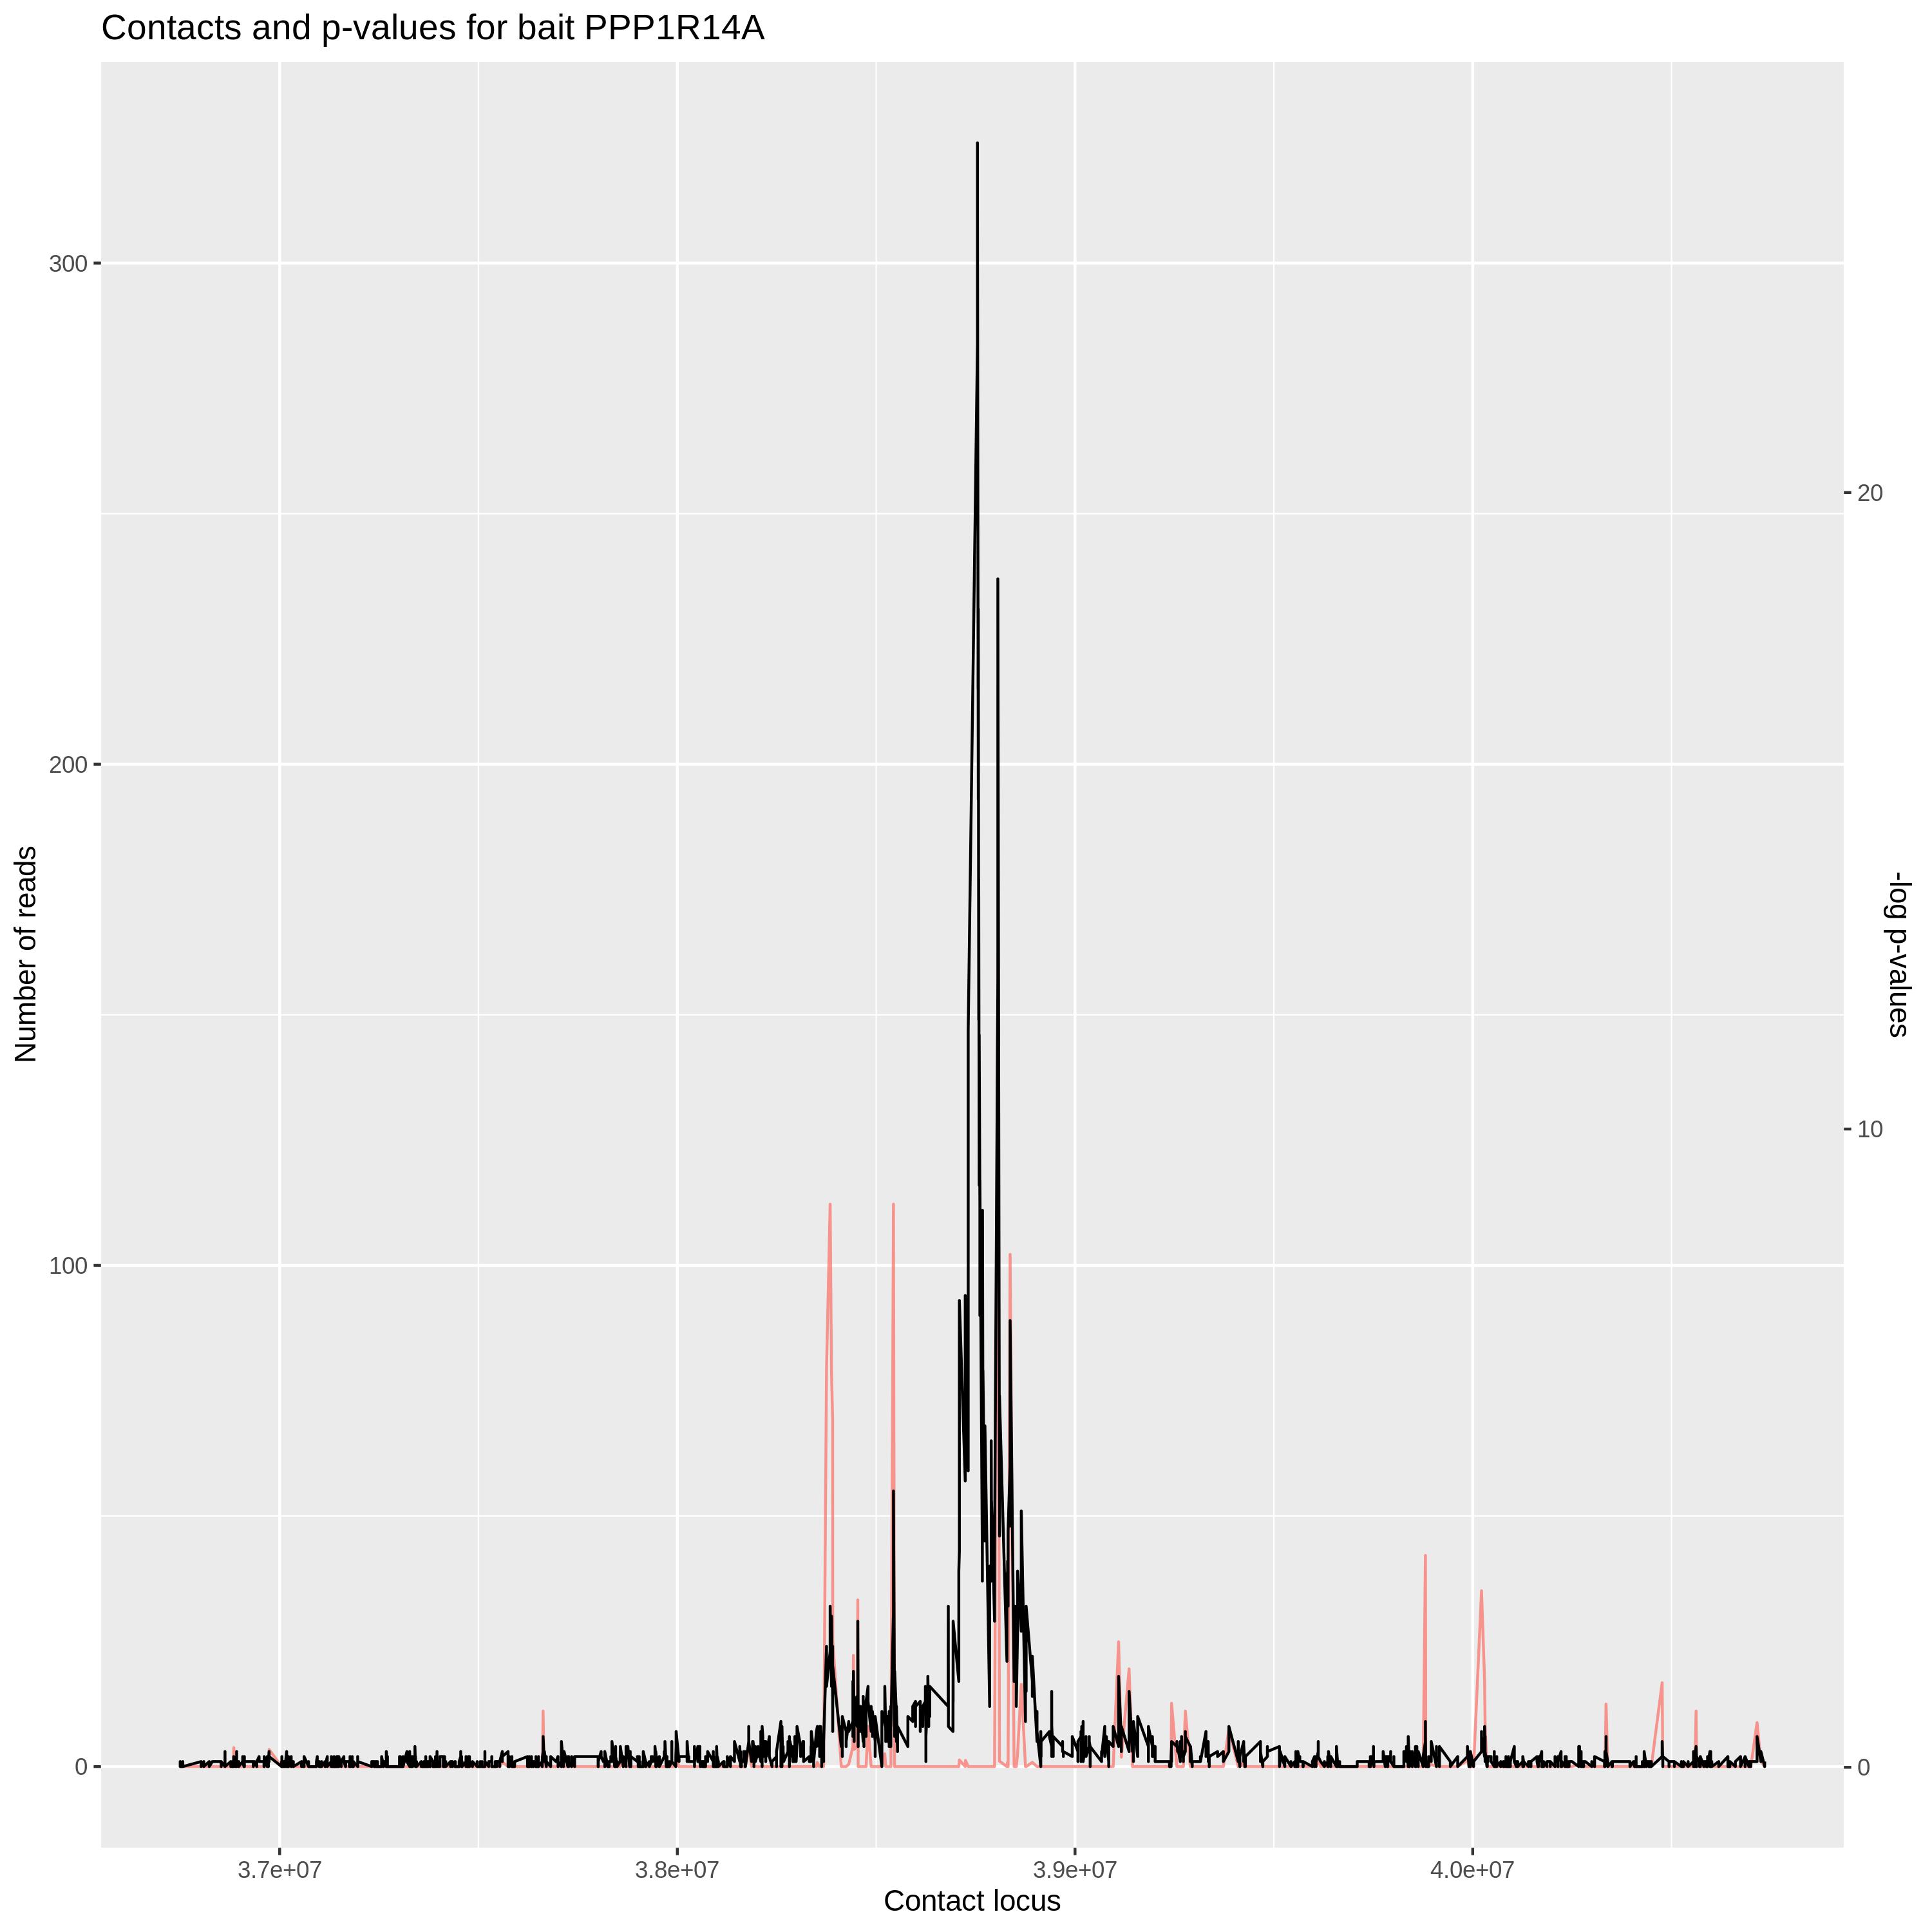 Contacts and p-values for bait PPP1R14A
300
200
100
0
Number of reads
20
10
0
-log p-values
3.7e+07
3.8e+07
3.9e+07
4.0e+07
Contact locus